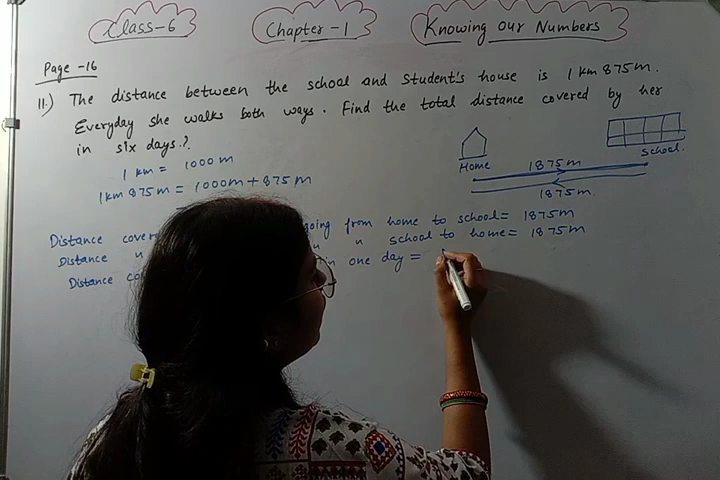 Class-6
Chapter -1
Knowing Our Numbers
Page -16
11.) The distance between the school and Student's house is 1 km 875 m.
Everyday she walks both ways. Find the total distance covered by her
in six days.?
1 km = 1000 m
1 km 875 m = 1000m + 875 m
Home
School
1875 m
1875 m
Distance cover going from home to school = 1875 m
Distance " " school to home = 1875 m
Distance co in one day =